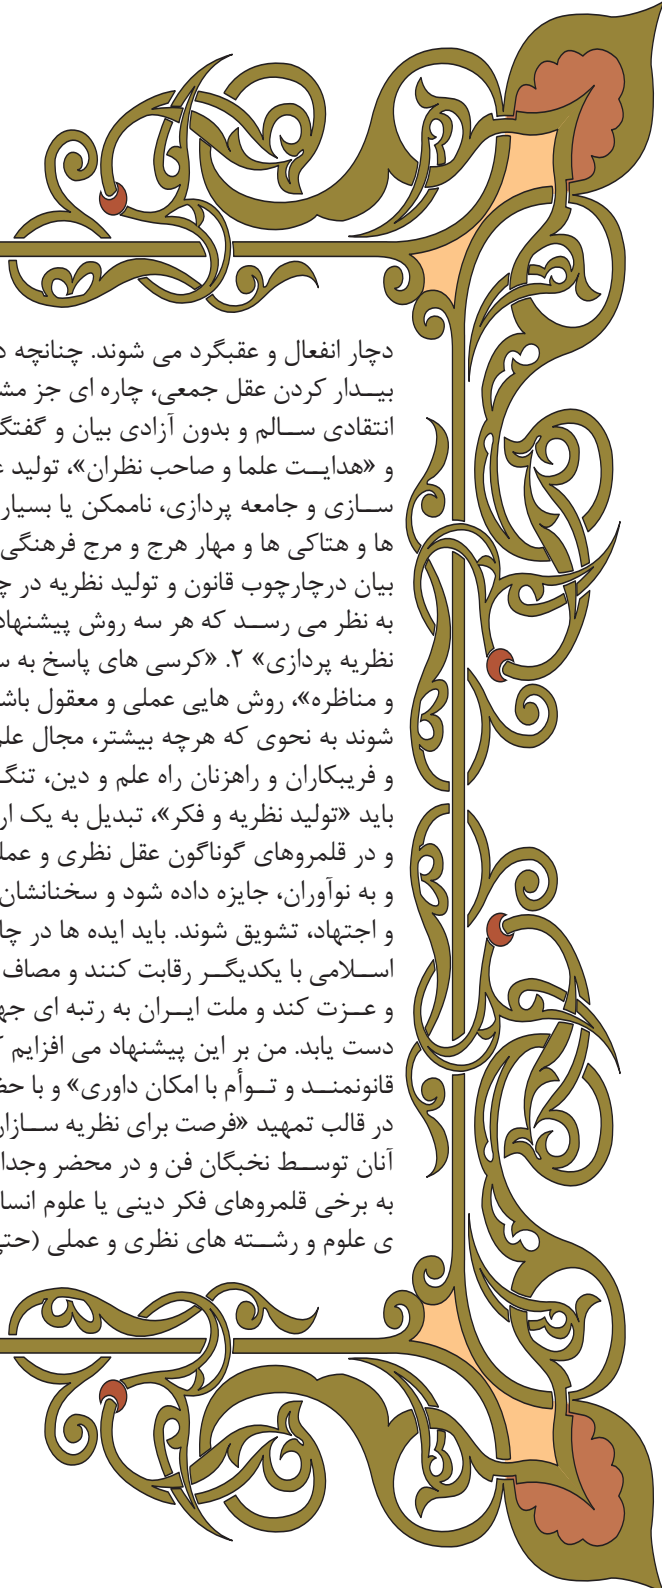 دچار انفعال و عقبگرد می شوند. چنانچه د
بیــدار کردن عقل جمعی، چاره ای جز مش
انتقادی ســالم و بدون آزادی بیان و گفتگ
و «هدایــت علما و صاحب نظران»، تولید ع
ســازی و جامعه پردازی، ناممکن یا بسیار
ها و هتاکی ها و مهار هرج و مرج فرهنگی
بیان درچارچوب قانون و تولید نظریه در چ
به نظر می رســد که هر سه روش پیشنهاد
نظریه پردازی» ۲. «کرسی های پاسخ به س
و مناظره»، روش هایی عملی و معقول باش
شوند به نحوی که هرچه بیشتر، مجال علم
و فریبکاران و راهزنان راه علم و دین، تنگ
باید «تولید نظریه و فکر»، تبدیل به یک ار
و در قلمروهای گوناگون عقل نظری و عمل
و به نوآوران، جایزه داده شود و سخنانشان
و اجتهاد، تشویق شوند. باید ایده ها در چا
اســلامی با یکدیگــر رقابت کنند و مصاف
و عــزت کند و ملت ایــران به رتبه ای جه
دست یابد. من بر این پیشنهاد می افزایم ک
قانونمنــد و تــوأم با امکان داوری» و با حض
در قالب تمهید «فرصت برای نظریه ســازان
آنان توســط نخبگان فن و در محضر وجدا
به برخی قلمروهای فکر دینی یا علوم انسا
ی علوم و رشــته های نظری و عملی (حتی